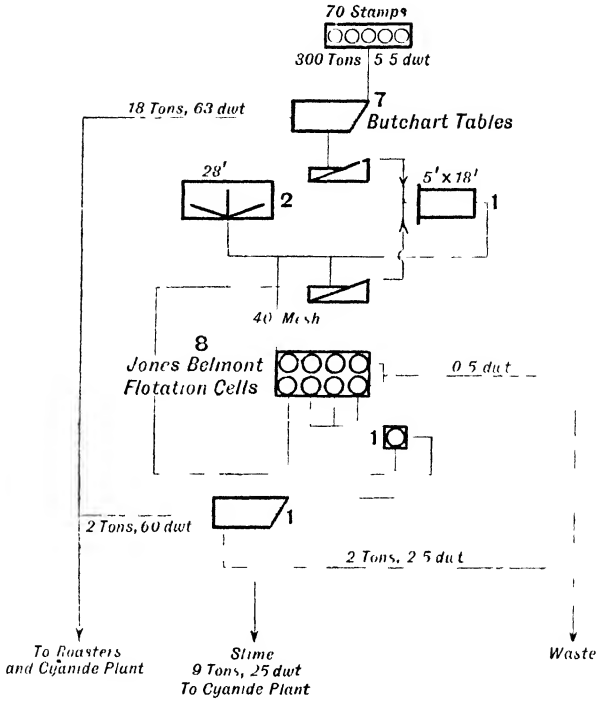 70 Stamps
300 Tons 5 5 dwt
7
18 Tons, 63 dwt
Butchart Tables
1
28'
5' x 18'
2
1
40 Mesh
8
Jones Belmont
Flotation Cells
0 5 dwt
1
1
2 Tons, 60 dwt
2 Tons, 2 5 dwt
To Roasters
and Cyanide Plant
Slime
9 Tons, 25 dwt
To Cyanide Plant
Waste